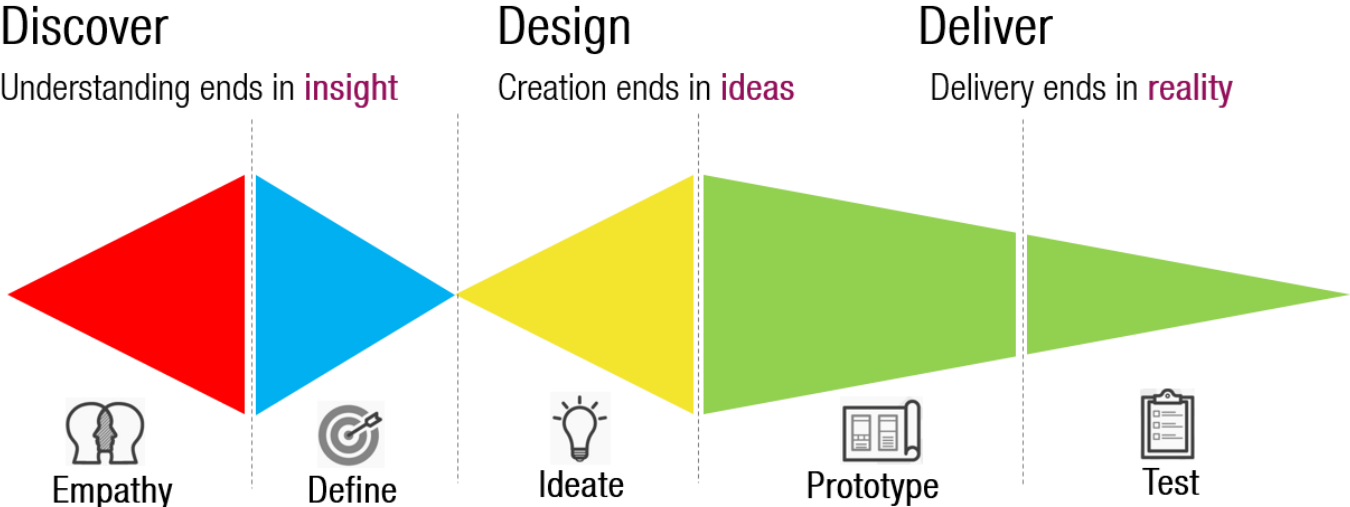 Discover
Understanding ends in insight
Design
Creation ends in ideas
Deliver
Delivery ends in reality
Empathy
Define
Ideate
Prototype
Test